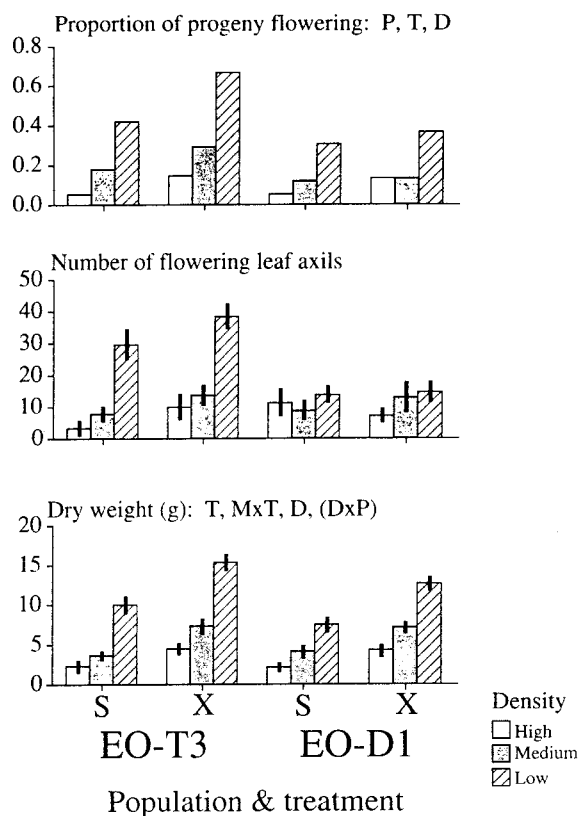 Proportion of progeny flowering: P, T, D
0.8
0.6
0.4
0.2
0.0
Number of flowering leaf axils
50
40
30
20
10
0
Dry weight (g): T, MxT, D, (DxP)
20
15
10
5
0
S X S X
EO-T3 EO-D1
Population & treatment
Density
High
Medium
Low